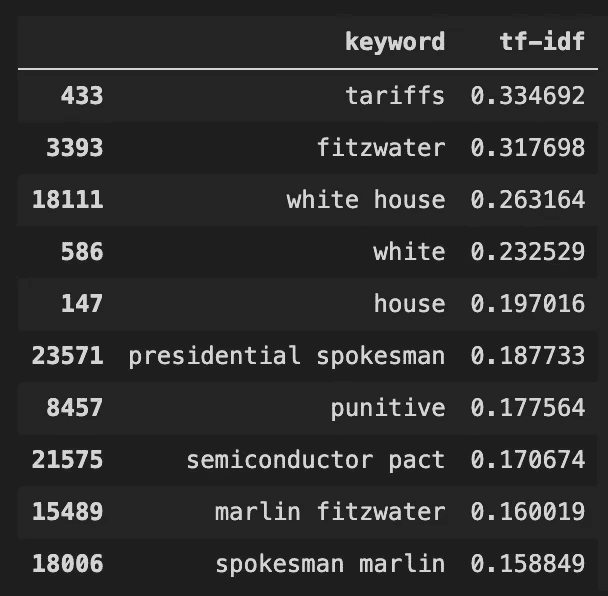 keyword tf-idf
433 tariffs 0.334692
3393 fitzwater 0.317698
18111 white house 0.263164
586 white 0.232529
147 house 0.197016
23571 presidential spokesman 0.187733
8457 punitive 0.177564
21575 semiconductor pact 0.170674
15489 marlin fitzwater 0.160019
18006 spokesman marlin 0.158849